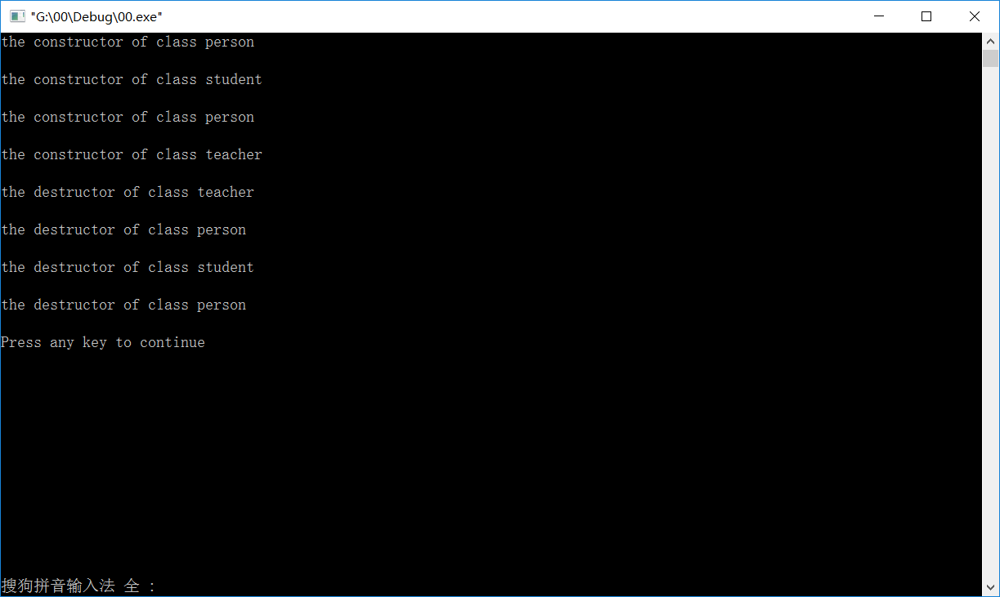 "G:\00\Debug\00.exe"
the constructor of class person
the constructor of class student
the constructor of class person
the constructor of class teacher
the destructor of class teacher
the destructor of class person
the destructor of class student
the destructor of class person
Press any key to continue
搜狗拼音输入法 全 :